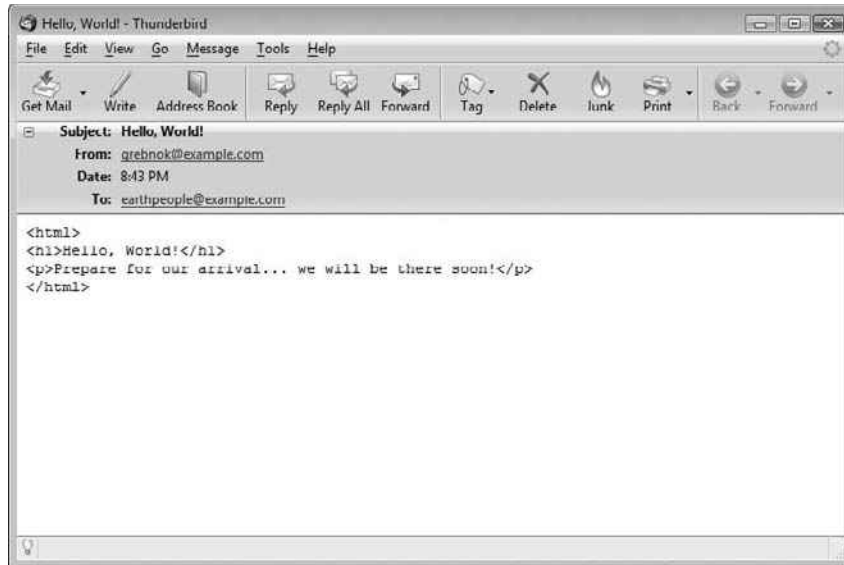 Hello, World! - Thunderbird
File Edit View Go Message Tools Help
Get Mail Write Address Book Reply Reply All Forward Tag Delete Junk Print Back Forward
Subject: Hello, World!
From: grebnok@example.com
Date: 8:43 PM
To: earthpeople@example.com
<html>
<h1>Hello, World!</h1>
<p>Prepare for our arrival... we will be there soon!</p>
</html>